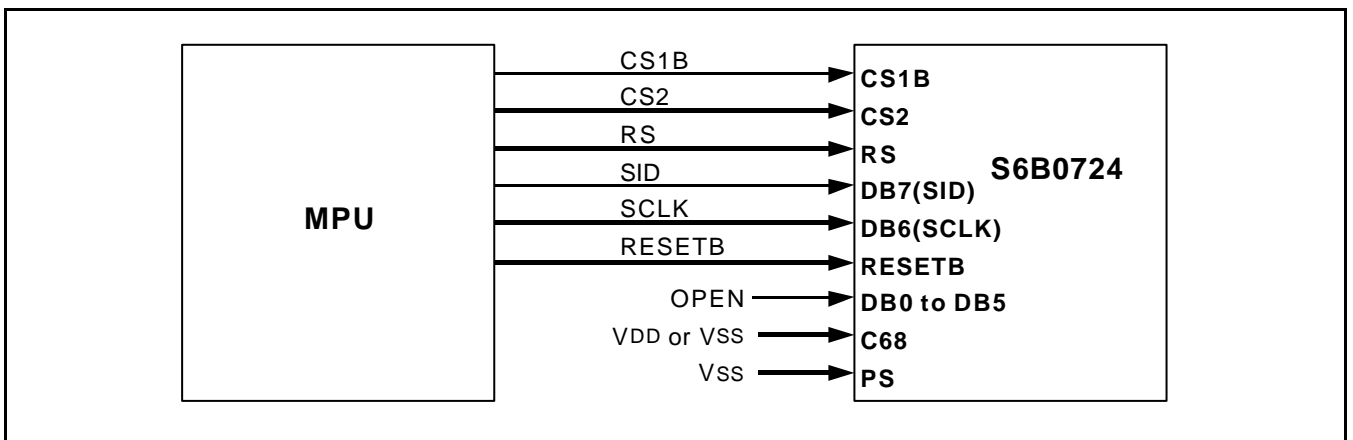 MPU
CS1B
CS2
RS
SID
SCLK
RESETB
OPEN
VDD or VSS
VSS
S6B0724
CS1B
CS2
RS
DB7(SID)
DB6(SCLK)
RESETB
DB0 to DB5
C68
PS